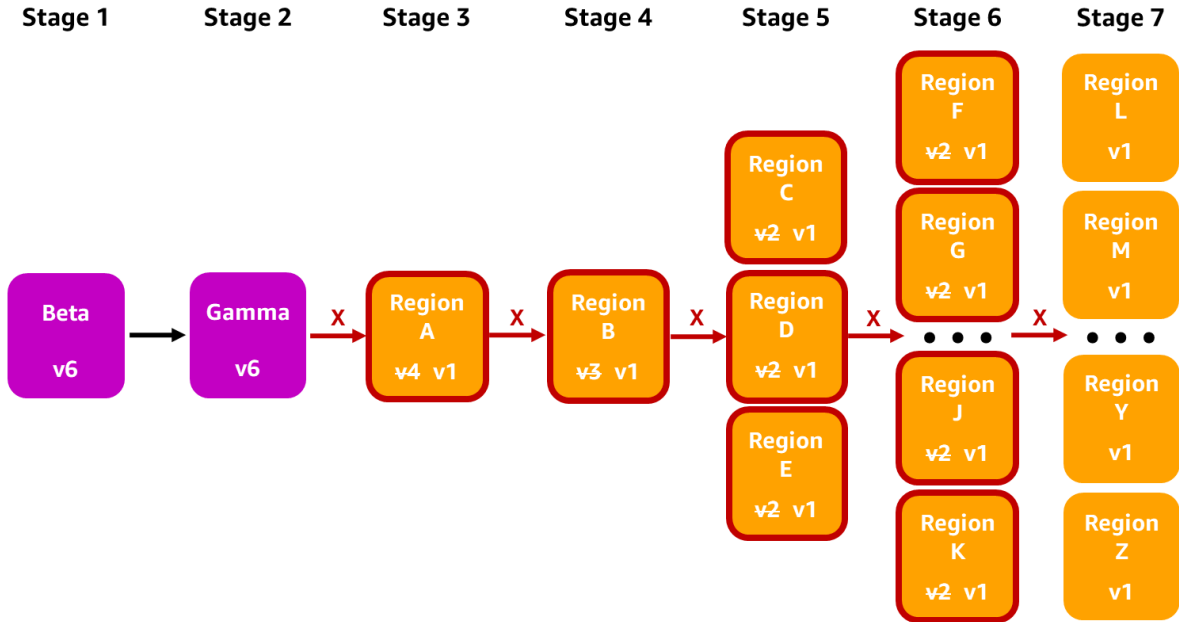 Stage 1
Stage 2
Stage 3
Stage 4
Stage 5
Stage 6
Stage 7
Beta
v6
Gamma
v6
X
Region
A
v4 v1
X
Region
B
v3 v1
X
Region
C
v2 v1
Region
D
v2 v1
Region
E
v2 v1
X
Region
F
v2 v1
Region
G
v2 v1
Region
J
v2 v1
Region
K
v2 v1
X
Region
L
v1
Region
M
v1
Region
Y
v1
Region
Z
v1